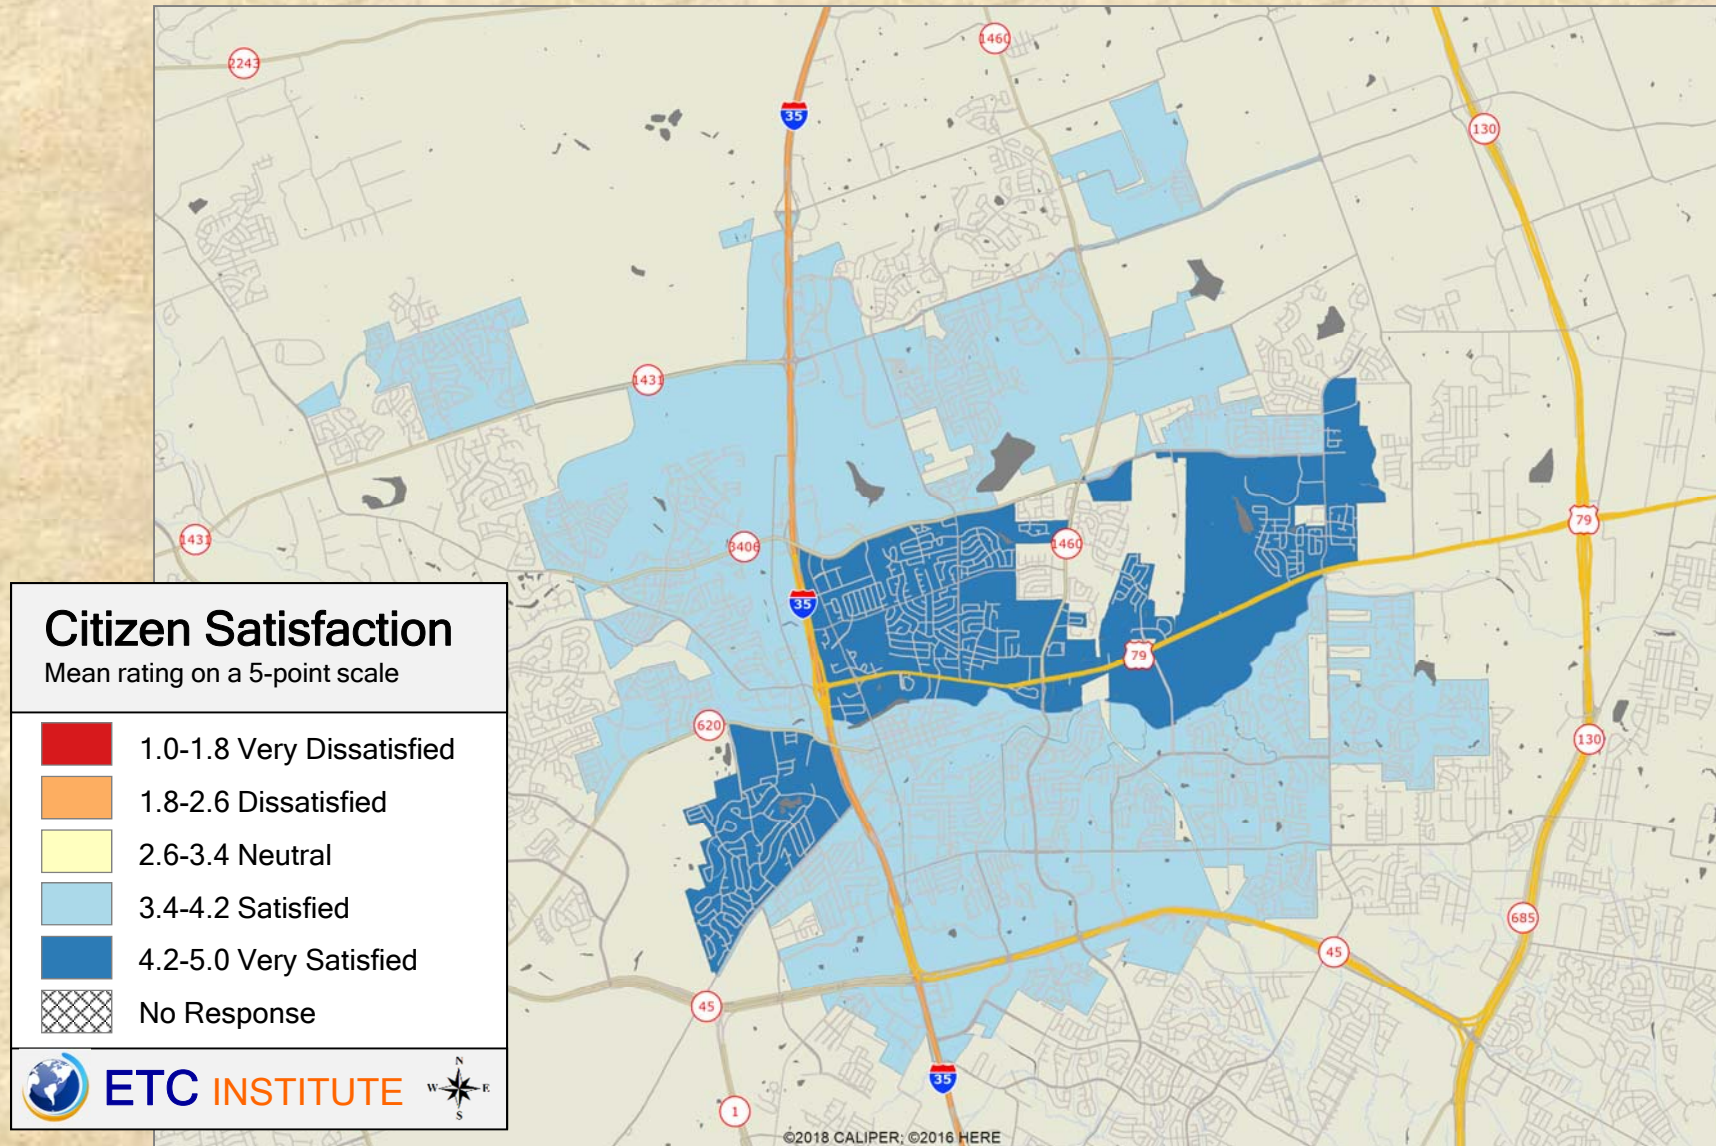 2243
1460
35
130
1431
1431
3406
1460
79
35
79
620
130
685
45
45
35
1
Citizen Satisfaction
Mean rating on a 5-point scale
1.0-1.8 Very Dissatisfied
1.8-2.6 Dissatisfied
2.6-3.4 Neutral
3.4-4.2 Satisfied
4.2-5.0 Very Satisfied
No Response
ETC INSTITUTE
N
W E
S
©2018 CALIPER; ©2016 HERE